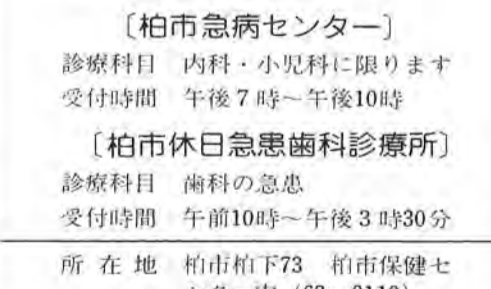 〔柏市急病センター〕
診療科目 内科・小児科に限ります
受付時間 午後7時～午後10時
〔柏市休日急患歯科診療所〕
診療科目 歯科の急患
受付時間 午前10時～午後3時30分
所在地 柏市柏下73 柏市保健セ